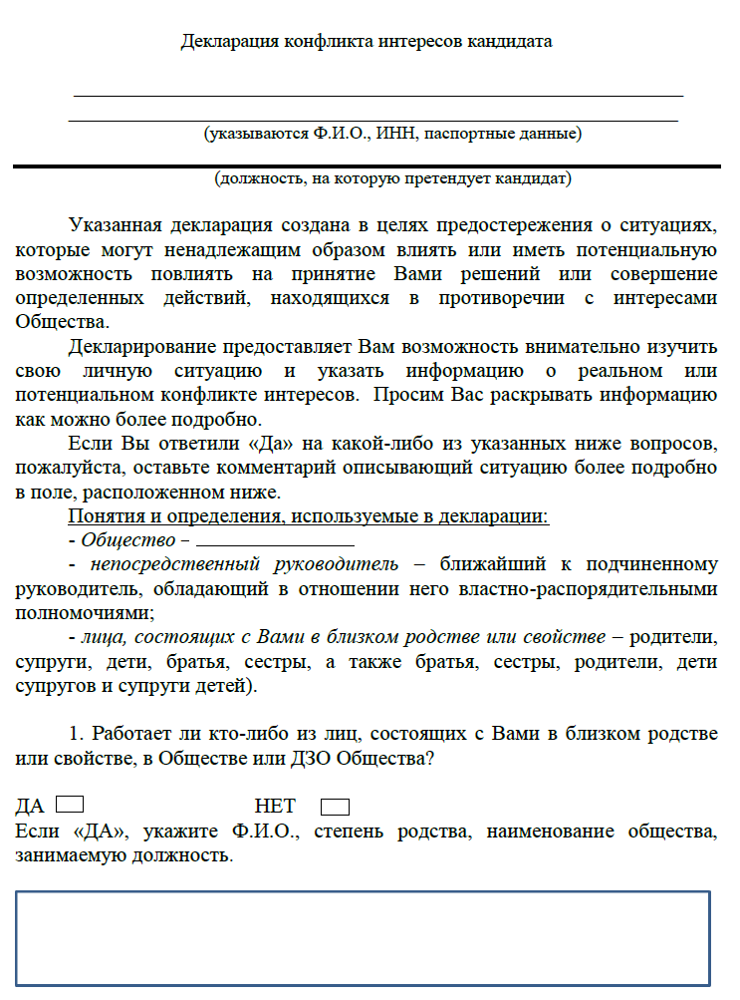 Декларация конфликта интересов кандидата
(указываются Ф.И.О., ИНН, паспортные данные)
(должность, на которую претендует кандидат)
Указанная декларация создана в целях предостережения о ситуациях,
которые могут ненадлежащим образом влиять или иметь потенциальную
возможность повлиять на принятие Вами решений или совершение
определенных действий, находящихся в противоречии с интересами
Общества.
Декларирование предоставляет Вам возможность внимательно изучить
свою личную ситуацию и указать информацию о реальном или
потенциальном конфликте интересов. Просим Вас раскрывать информацию
как можно более подробно.
Если Вы ответили «Да» на какой-либо из указанных ниже вопросов,
пожалуйста, оставьте комментарий описывающий ситуацию более подробно
в поле, расположенном ниже.
Понятия и определения, используемые в декларации:
- Общество – _______________
- непосредственный руководитель – ближайший к подчиненному
руководитель, обладающий в отношении него властно-распорядительными
полномочиями;
- лица, состоящих с Вами в близком родстве или свойстве – родители,
супруги, дети, братья, сестры, а также братья, сестры, родители, дети
супругов и супруги детей).
1. Работает ли кто-либо из лиц, состоящих с Вами в близком родстве
или свойстве, в Обществе или ДЗО Общества?
ДА НЕТ
Если «ДА», укажите Ф.И.О., степень родства, наименование общества,
занимаемую должность.